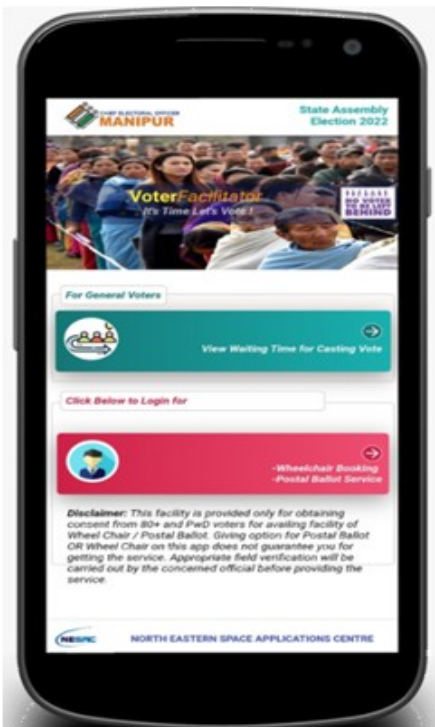 CHIEF ELECTORAL OFFICER
MANIPUR
State Assembly
Election 2022
VoterFacilitator
It's Time Let's Vote !
NO VOTER
TO BE LEFT
BEHIND
For General Voters
View Waiting Time for Casting Vote
Click Below to Login for
-Wheelchair Booking
-Postal Ballot Service
Disclaimer: This facility is provided only for obtaining
consent from 80+ and PwD voters for availing facility of
Wheel Chair / Postal Ballot. Giving option for Postal Ballot
OR Wheel Chair on this app does not guarantee you for
getting the service. Appropriate field verification will be
carried out by the concerned official before providing the
service.
NESAC
NORTH EASTERN SPACE APPLICATIONS CENTRE